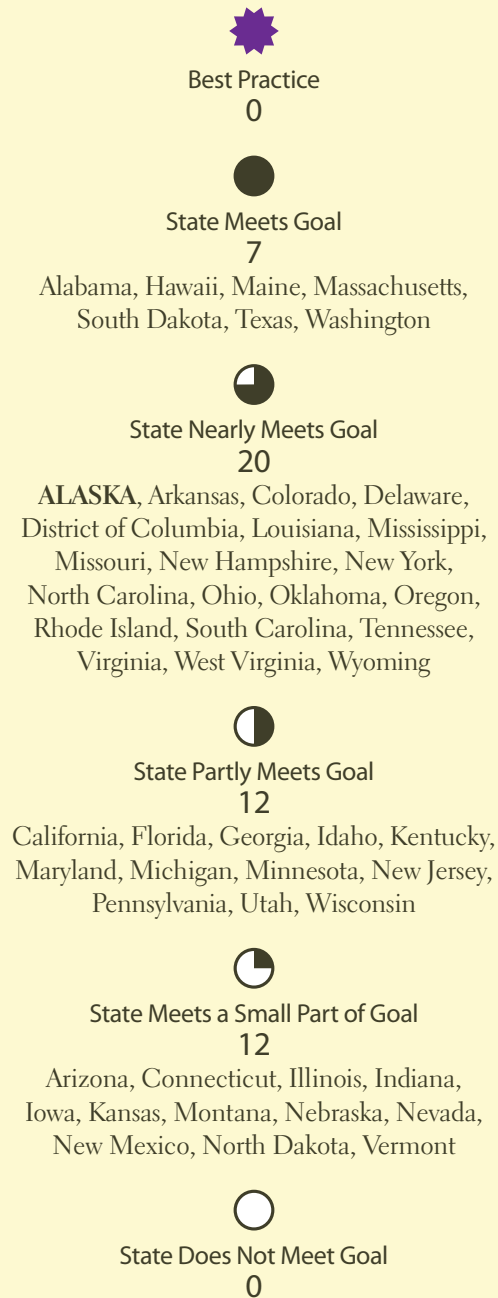 Best Practice
0
State Meets Goal
7
Alabama, Hawaii, Maine, Massachusetts,
South Dakota, Texas, Washington
State Nearly Meets Goal
20
ALASKA, Arkansas, Colorado, Delaware,
District of Columbia, Louisiana, Mississippi,
Missouri, New Hampshire, New York,
North Carolina, Ohio, Oklahoma, Oregon,
Rhode Island, South Carolina, Tennessee,
Virginia, West Virginia, Wyoming
State Partly Meets Goal
12
California, Florida, Georgia, Idaho, Kentucky,
Maryland, Michigan, Minnesota, New Jersey,
Pennsylvania, Utah, Wisconsin
State Meets a Small Part of Goal
12
Arizona, Connecticut, Illinois, Indiana,
Iowa, Kansas, Montana, Nebraska, Nevada,
New Mexico, North Dakota, Vermont
State Does Not Meet Goal
0